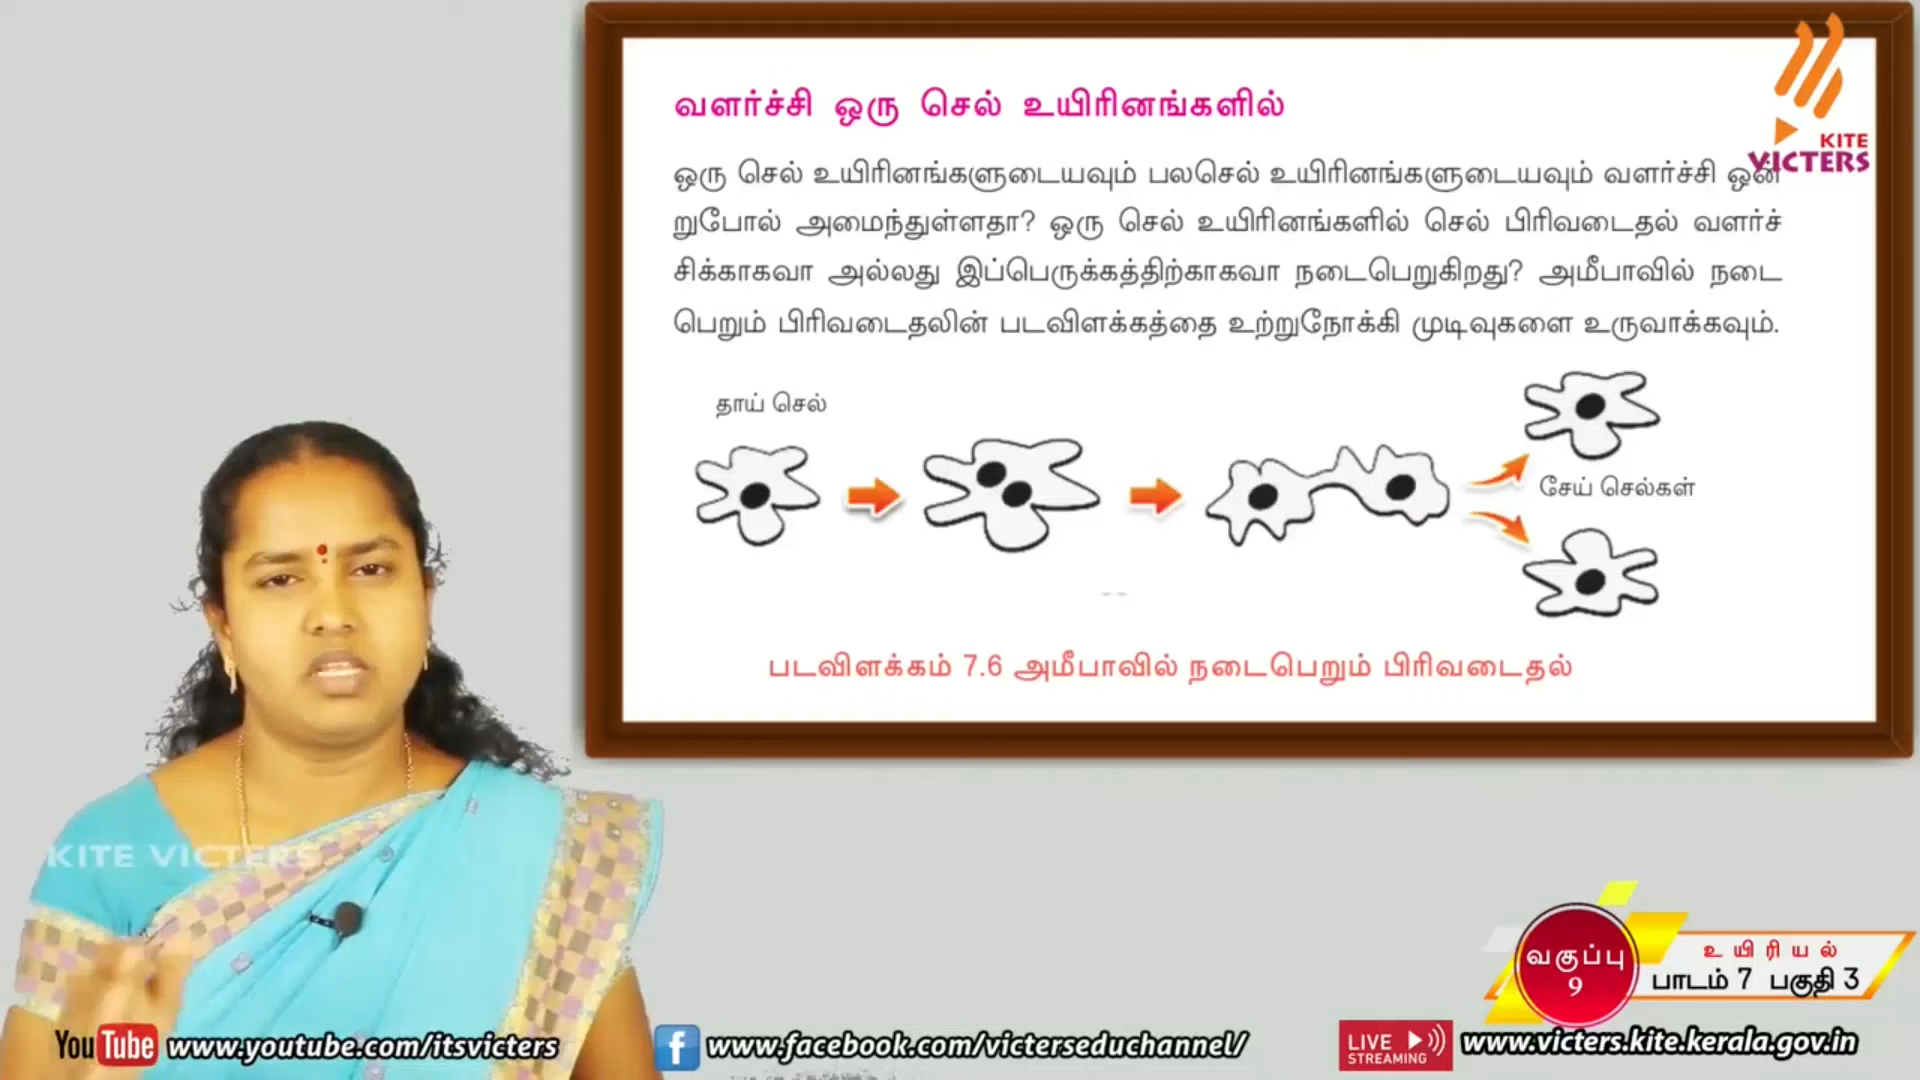 வளர்ச்சி ஒரு செல் உயிரினங்களில்
ஒரு செல் உயிரினங்களுடையவும் பலசெல் உயிரினங்களுடையவும் வளர்ச்சி ஒன்
றுபோல் அமைந்துள்ளதா? ஒரு செல் உயிரினங்களில் செல் பிரிவடைதல் வளர்ச்
சிக்காகவா அல்லது இப்பெருக்கத்திற்காகவா நடைபெறுகிறது? அமீபாவில் நடை
பெறும் பிரிவடைதலின் படவிளக்கத்தை உற்றுநோக்கி முடிவுகளை உருவாக்கவும்.
KITE
VICTERS
தாய் செல்
சேய் செல்கள்
படவிளக்கம் 7.6 அமீபாவில் நடைபெறும் பிரிவடைதல்
KITE VICTERS
வகுப்பு
9
உயிரியல்
பாடம் 7 பகுதி 3
YouTube www.youtube.com/itsvicters
f www.facebook.com/victerseduchannel/
LIVE
STREAMING
www.victers.kite.kerala.gov.in